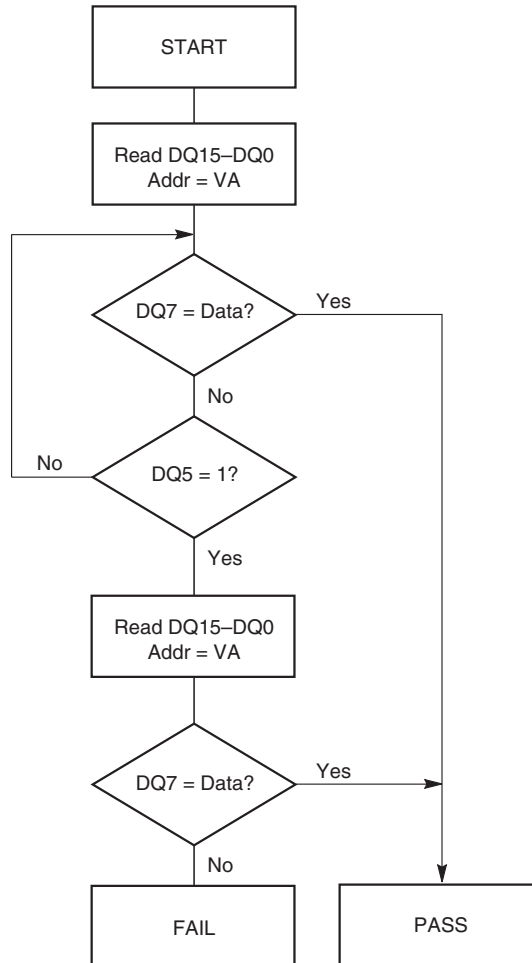 START
Read DQ15–DQ0
Addr = VA
DQ7 = Data?
Yes
No
No
DQ5 = 1?
Yes
Read DQ15–DQ0
Addr = VA
DQ7 = Data?
Yes
No
FAIL
PASS